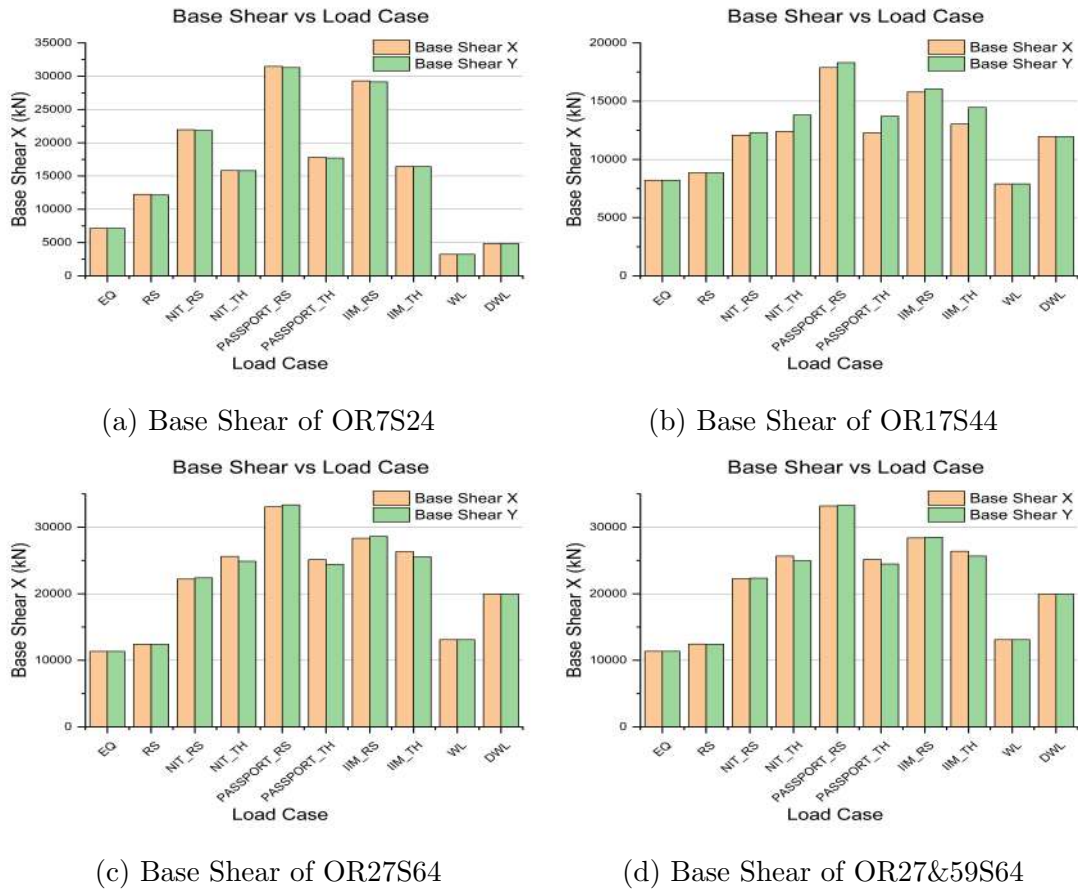 Base Shear vs Load Case
35000
30000
25000
20000
15000
10000
5000
0
Base Shear X (kN)
Base Shear X
Base Shear Y
EQ
RS
NIT_RS
NIT_TH
PASSPORT_RS
PASSPORT_TH
IIM_RS
IIM_TH
WL
DWL
Load Case
(a) Base Shear of OR7S24
Base Shear vs Load Case
20000
15000
10000
5000
0
Base Shear X (kN)
Base Shear X
Base Shear Y
EQ
RS
NIT_RS
NIT_TH
PASSPORT_RS
PASSPORT_TH
IIM_RS
IIM_TH
WL
DWL
Load Case
(b) Base Shear of OR17S44
Base Shear vs Load Case
30000
20000
10000
0
Base Shear X (kN)
Base Shear X
Base Shear Y
EQ
RS
NIT_RS
NIT_TH
PASSPORT_RS
PASSPORT_TH
IIM_RS
IIM_TH
WL
DWL
Load Case
(c) Base Shear of OR27S64
Base Shear vs Load Case
30000
20000
10000
0
Base Shear X (kN)
Base Shear X
Base Shear Y
EQ
RS
NIT_RS
NIT_TH
PASSPORT_RS
PASSPORT_TH
IIM_RS
IIM_TH
WL
DWL
Load Case
(d) Base Shear of OR27&59S64